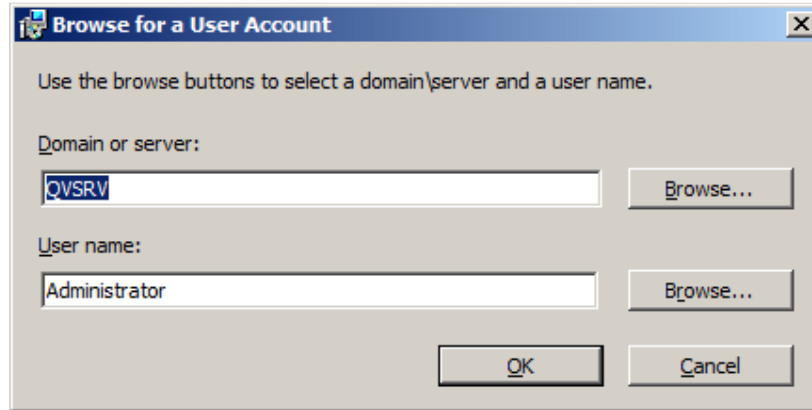 Browse for a User Account
Use the browse buttons to select a domain\server and a user name.
Domain or server:
QVSRV
Browse...
User name:
Administrator
Browse...
OK
Cancel